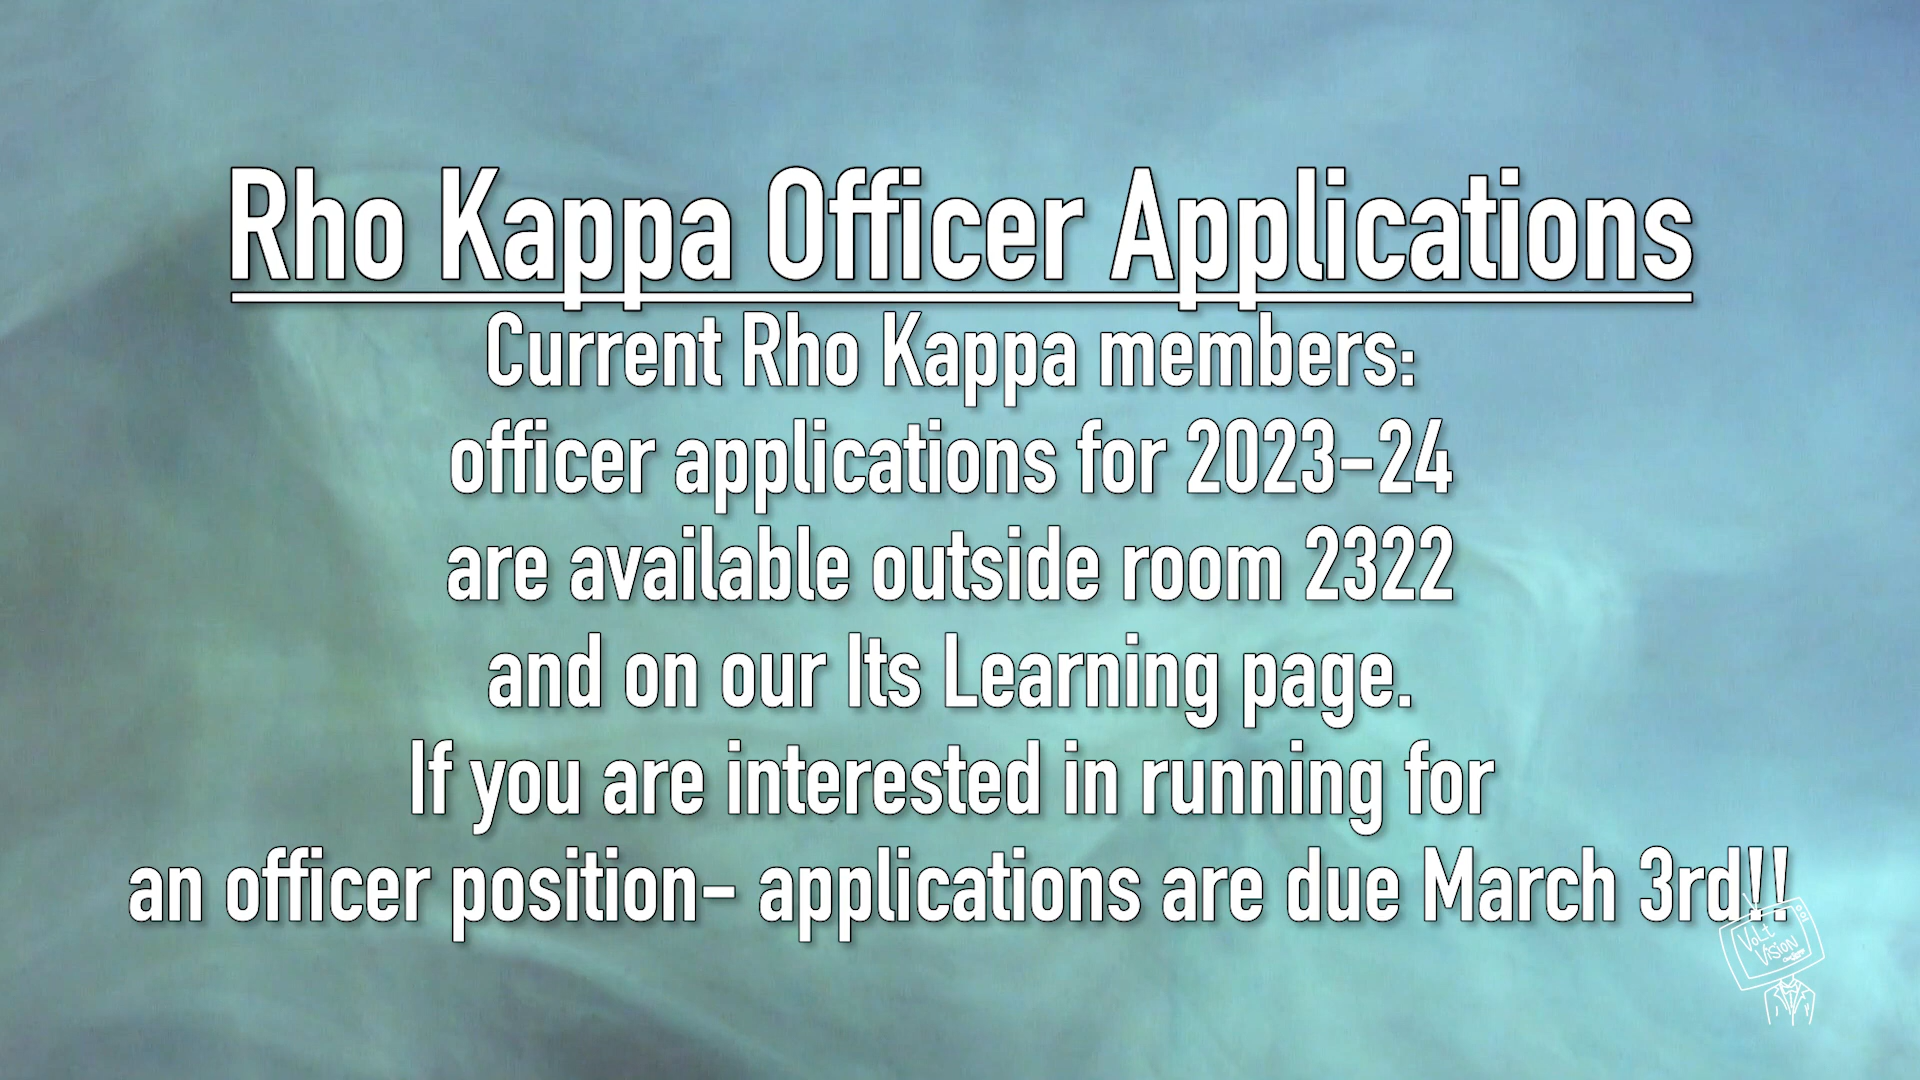 Rho Kappa Officer Applications
Current Rho Kappa members:
officer applications for 2023-24
are available outside room 2322
and on our Its Learning page.
If you are interested in running for
an officer position- applications are due March 3rd!!
Volt
Vision